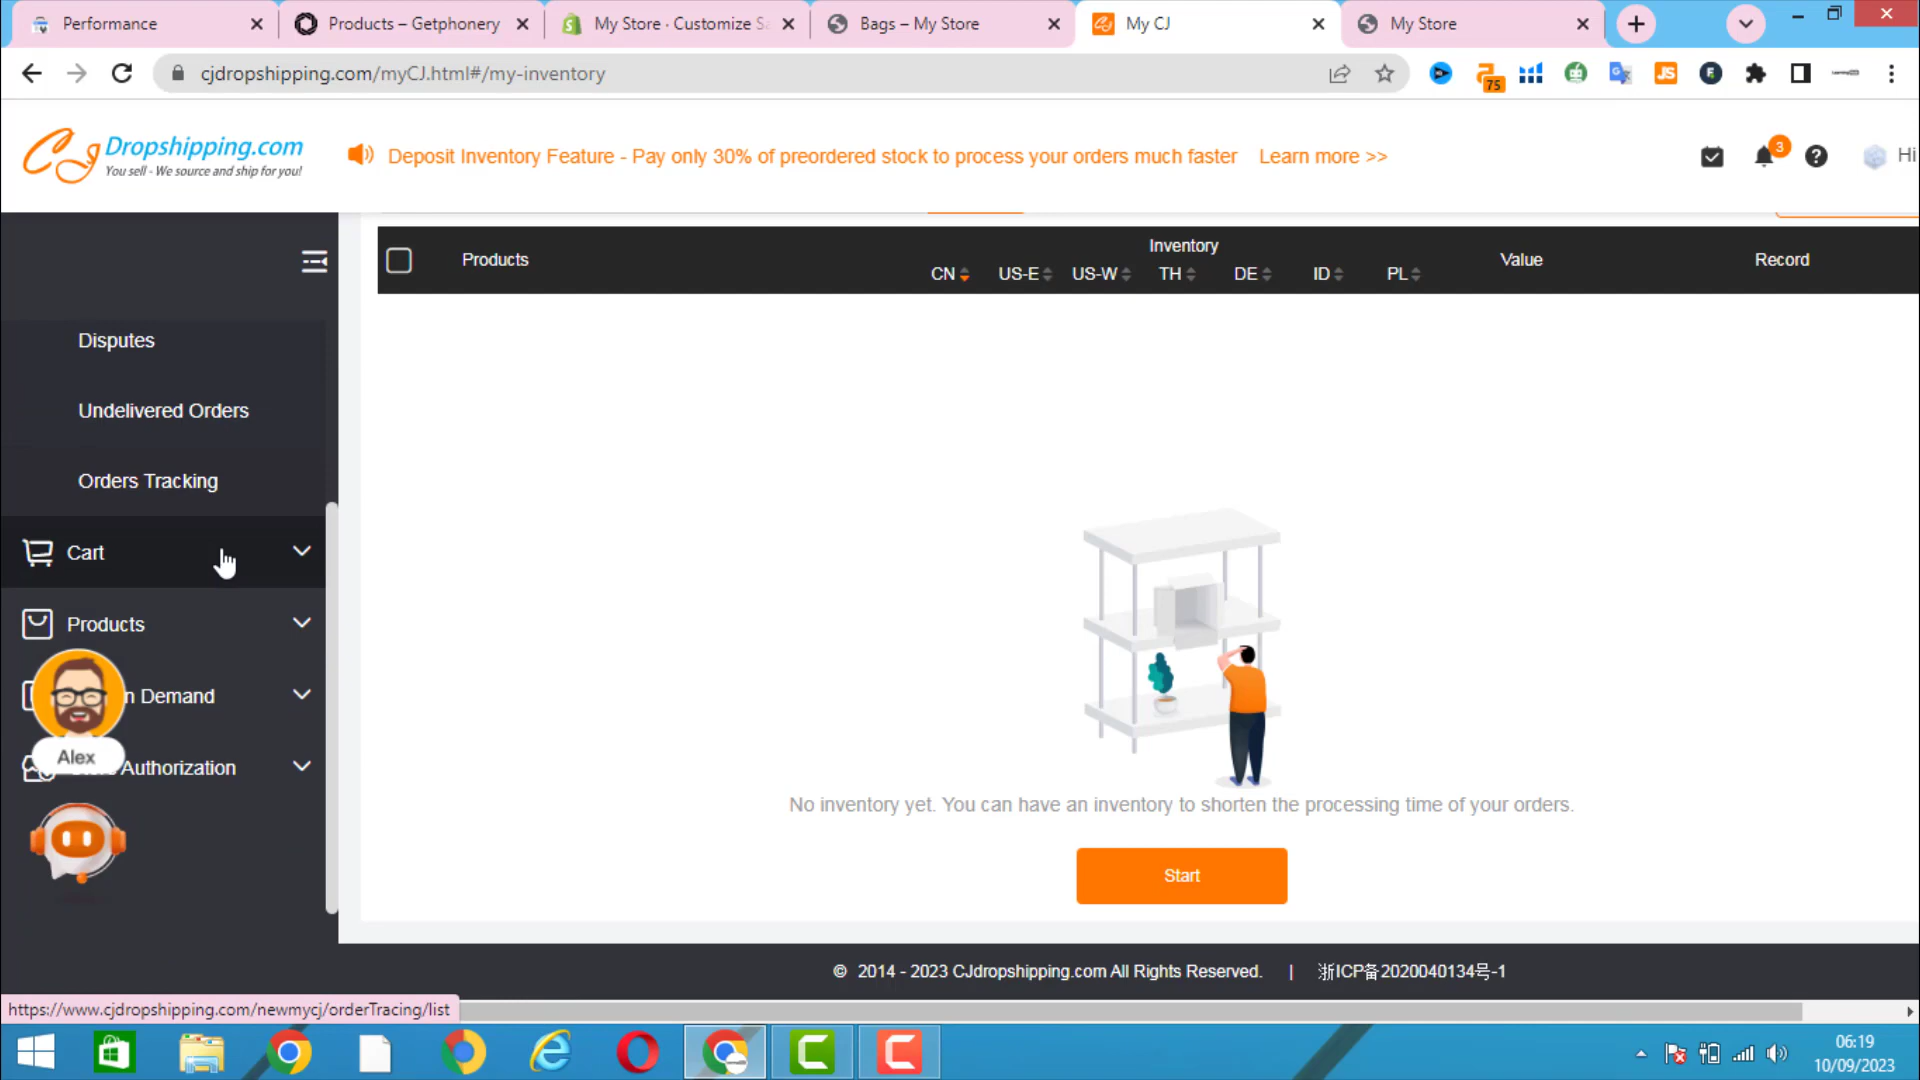 Performance
Products – Getphonery
My Store · Customize Sa
Bags – My Store
My CJ
My Store
cjdropshipping.com/myCJ.html#/my-inventory
75
JS
CJ Dropshipping.com
You sell - We source and ship for you!
Deposit Inventory Feature - Pay only 30% of preordered stock to process your orders much faster
Learn more >>
3
Hi
Products
Inventory
CN
US-E
US-W
TH
DE
ID
PL
Value
Record
Disputes
Undelivered Orders
Orders Tracking
Cart
Products
n Demand
Alex
Authorization
No inventory yet. You can have an inventory to shorten the processing time of your orders.
Start
© 2014 - 2023 CJdropshipping.com All Rights Reserved. | 浙ICP备2020040134号-1
https://www.cjdropshipping.com/newmycj/orderTracing/list
06:19
10/09/2023